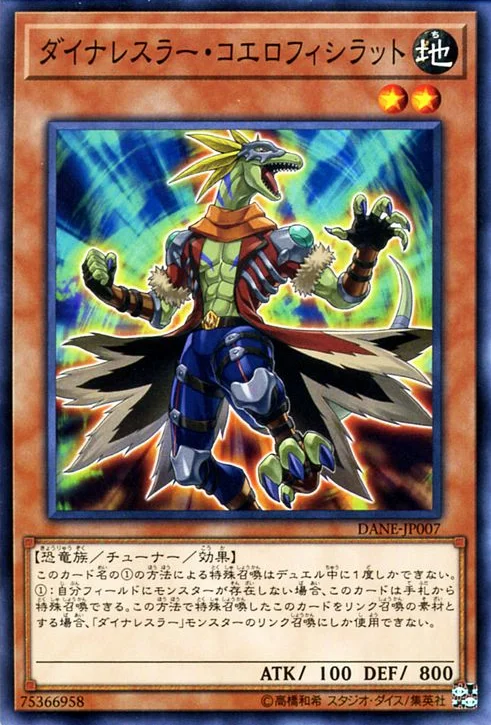 ダイナレスラー・コエロフィシラット
地
DANE-JP007
【恐竜族／チューナー／効果】
このカード名の①の方法による特殊召喚はデュエル中に１度しかできない。
①：自分フィールドにモンスターが存在しない場合、このカードは手札から
特殊召喚できる。この方法で特殊召喚したこのカードをリンク召喚の素材と
する場合、「ダイナレスラー」モンスターのリンク召喚にしか使用できない。
ATK/ 100 DEF/ 800
75366958
©高橋和希 スタジオ・ダイス/集英社